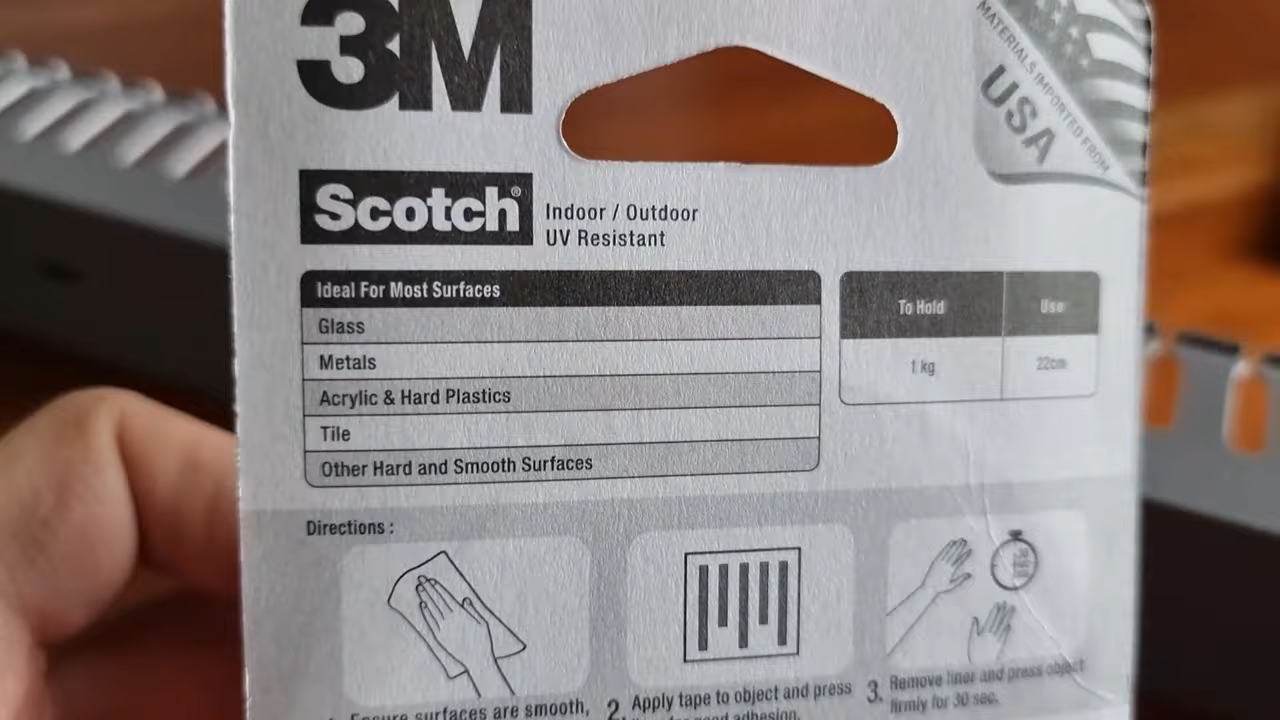 3M
MATERIALS IMPORTED FROM
USA
Scotch®
Indoor / Outdoor
UV Resistant
Ideal For Most Surfaces
Glass
Metals
Acrylic & Hard Plastics
Tile
Other Hard and Smooth Surfaces
To Hold Use
1 kg 22cm
Directions :
Ensure surfaces are smooth,
2. Apply tape to object and press
good adhesion.
3. Remove liner and press object
firmly for 30 sec.